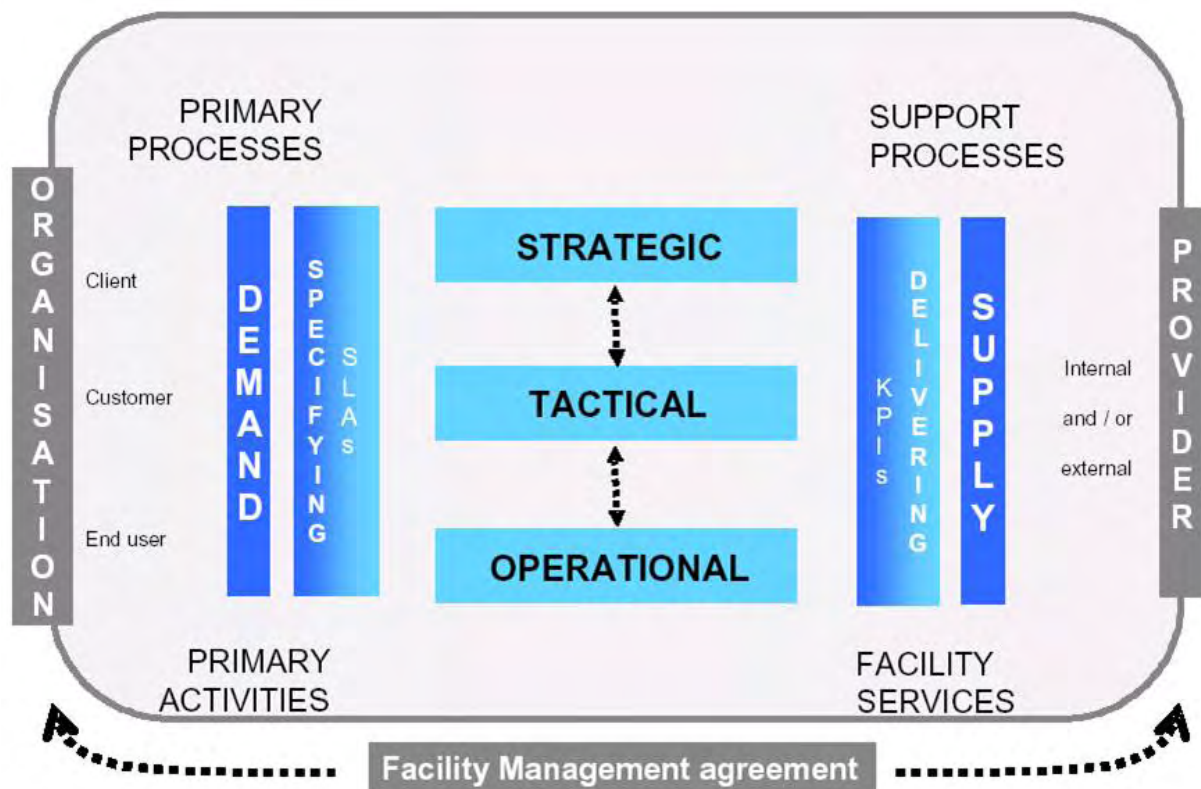 PRIMARY
PROCESSES
SUPPORT
PROCESSES
ORGANISATION
Client
Customer
End user
DEMAND
SPECIFYING
SLAs
STRATEGIC
TACTICAL
OPERATIONAL
KPIs
DELIVERING
SUPPLY
Internal
and / or
external
PROVIDER
PRIMARY
ACTIVITIES
FACILITY
SERVICES
Facility Management agreement